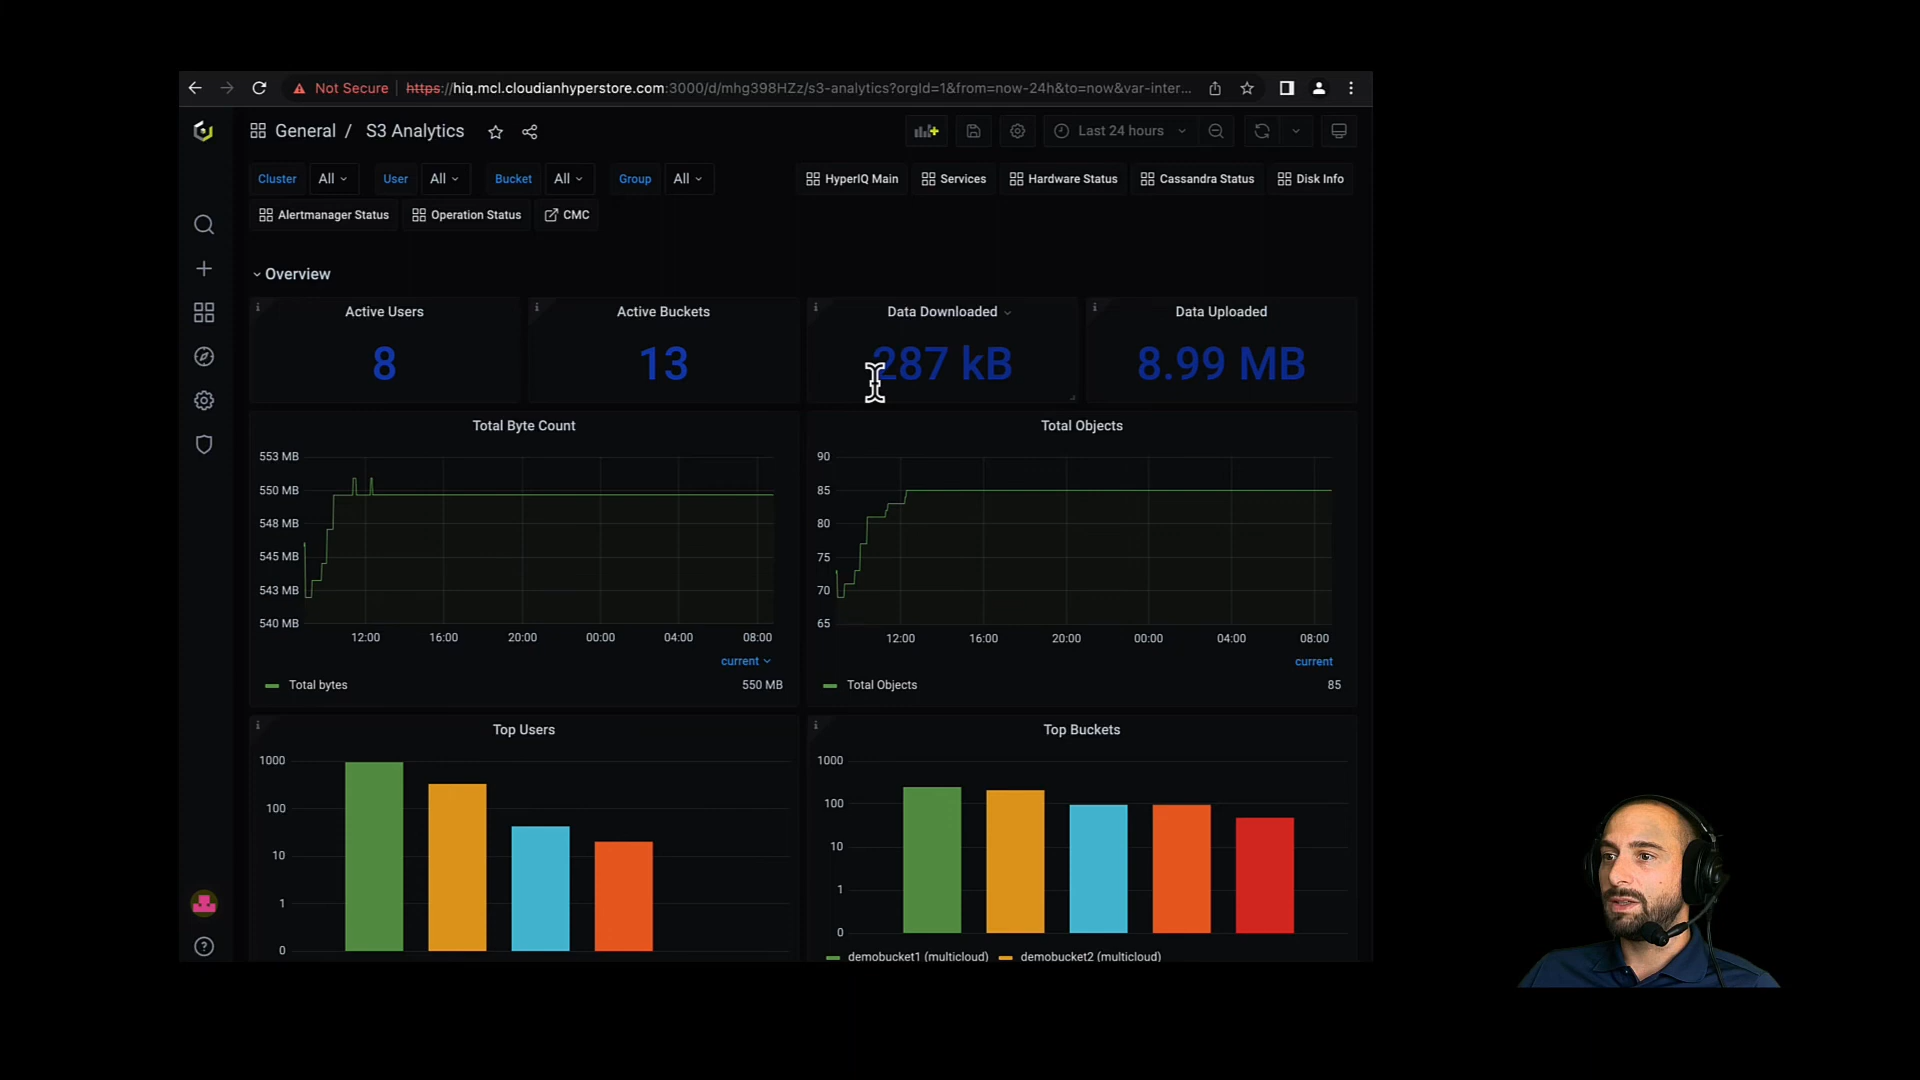 Not Secure https://hiq.mcl.cloudianhyperstore.com:3000/d/mhg398HZz/s3-analytics?orgId=1&from=now-24h&to=now&var-inter...
General / S3 Analytics
Last 24 hours
Cluster All User All Bucket All Group All HyperIQ Main Services Hardware Status Cassandra Status Disk Info
Alertmanager Status Operation Status CMC
Overview
Active Users Active Buckets Data Downloaded Data Uploaded
8 13 287 kB 8.99 MB
Total Byte Count
553 MB
550 MB
548 MB
545 MB
543 MB
540 MB
12:00 16:00 20:00 00:00 04:00 08:00
current
Total bytes 550 MB
Total Objects
90
85
80
75
70
65
12:00 16:00 20:00 00:00 04:00 08:00
current
Total Objects 85
Top Users
1000
100
10
1
0
Top Buckets
1000
100
10
1
0
demobucket1 (multicloud) demobucket2 (multicloud)